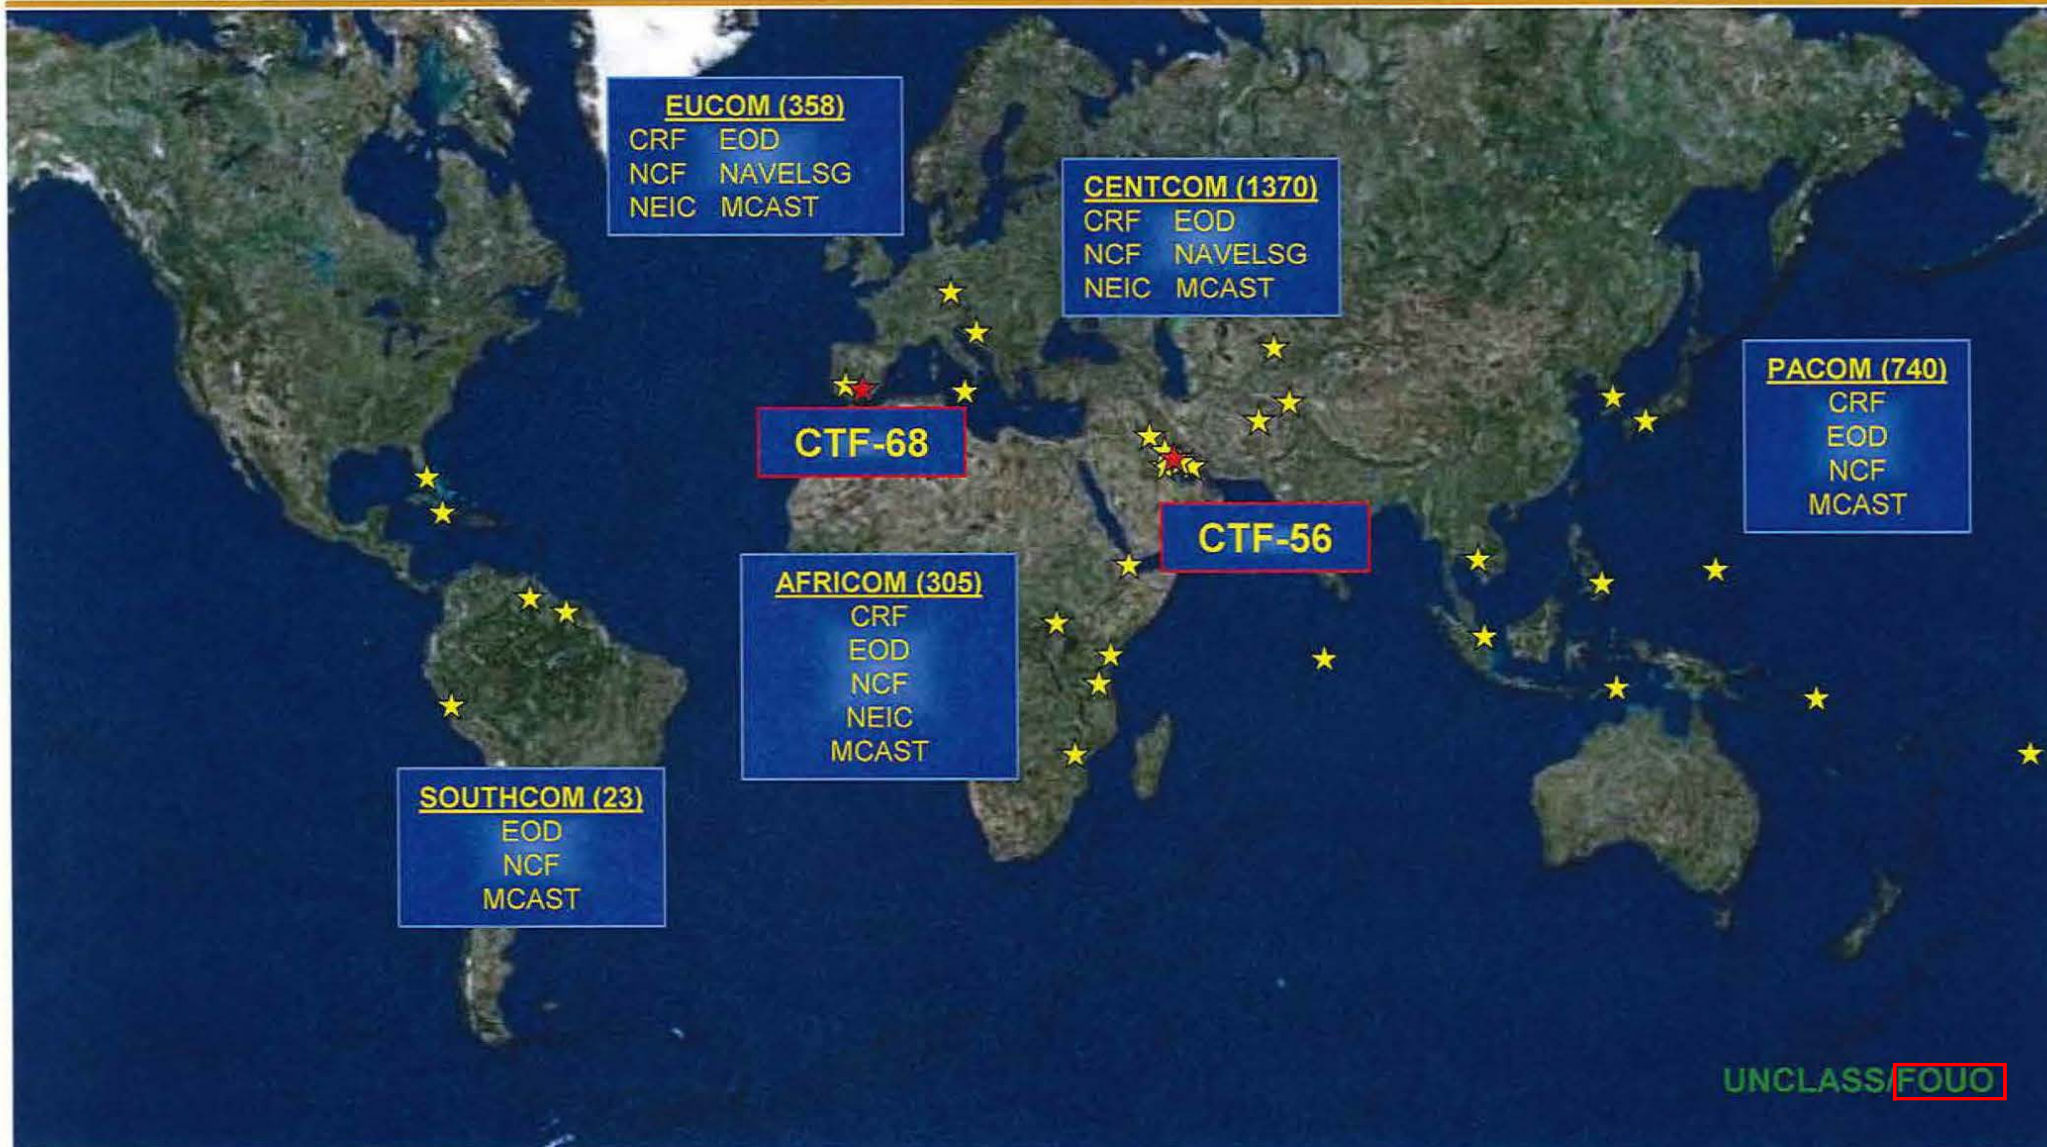 EUCOM (358)
CRF EOD
NCF NAVELSG
NEIC MCAST
CENTCOM (1370)
CRF EOD
NCF NAVELSG
NEIC MCAST
PACOM (740)
CRF
EOD
NCF
MCAST
CTF-68
CTF-56
AFRICOM (305)
CRF
EOD
NCF
NEIC
MCAST
SOUTHCOM (23)
EOD
NCF
MCAST
UNCLASS/FOUO